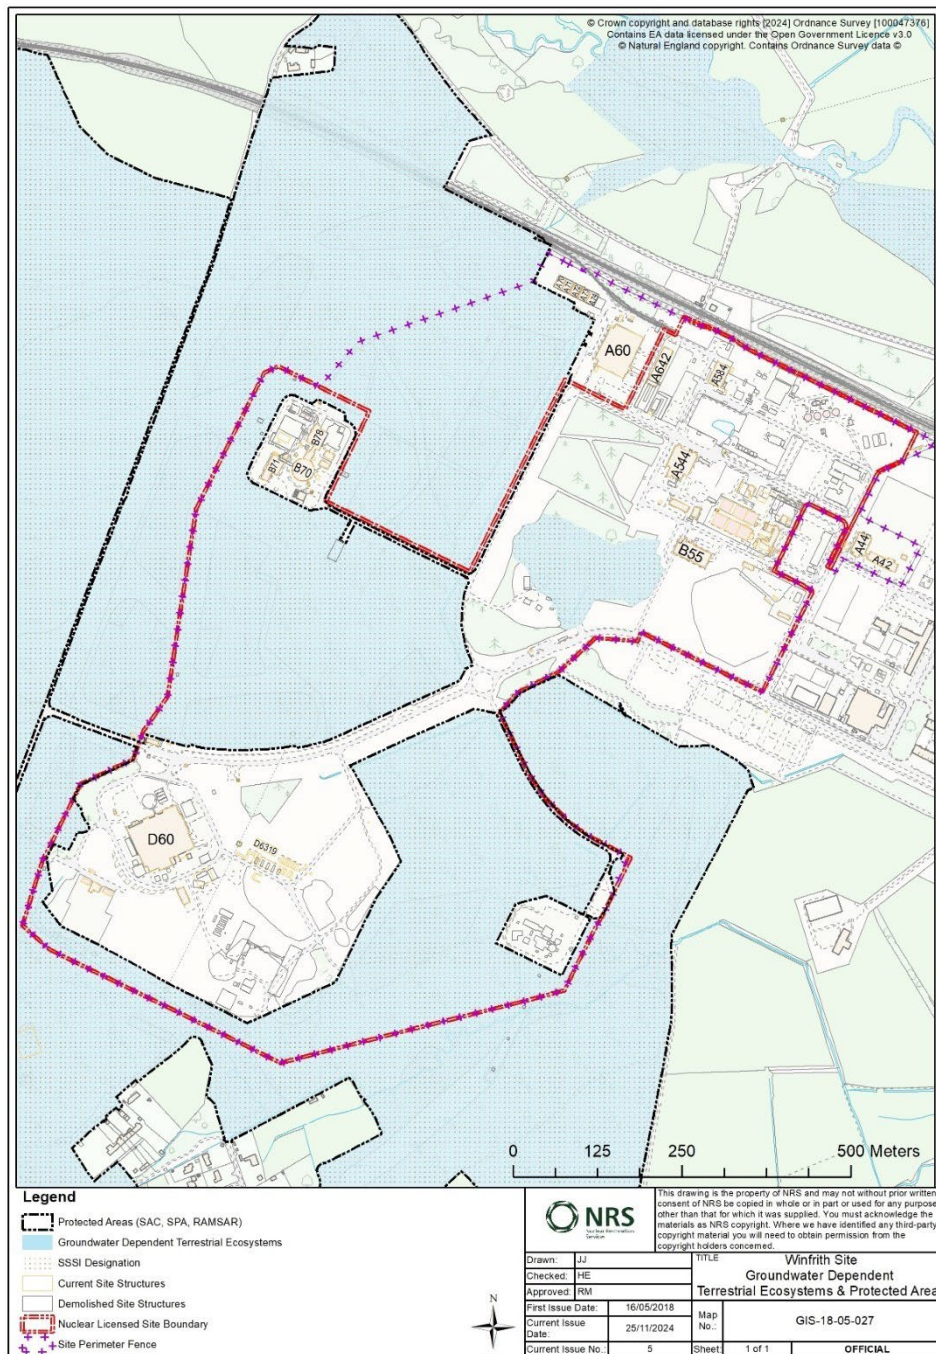 © Crown copyright and database rights [2024] Ordnance Survey [100047376]
Contains EA data licensed under the Open Government Licence v3.0
© Natural England copyright. Contains Ordnance Survey data ©
A60
A642
A584
B78
B71
B70
A544
B55
A44
A42
D60
D6319
0 125 250 500 Meters
Legend
Protected Areas (SAC, SPA, RAMSAR)
Groundwater Dependent Terrestrial Ecosystems
SSSI Designation
Current Site Structures
Demolished Site Structures
Nuclear Licensed Site Boundary
Site Perimeter Fence
N
NRS
Nuclear Restoration
Services
This drawing is the property of NRS and may not without prior written
consent of NRS be copied in whole or in part or used for any purpose
other than that for which it was supplied. You must acknowledge the
materials as NRS copyright. Where we have identified any third-party
copyright material you will need to obtain permission from the
copyright holders concerned.
Drawn: JJ
Checked: HE
Approved: RM
First Issue Date: 16/05/2018
Current Issue
Date: 25/11/2024
Current Issue No.: 5
TITLE
Winfrith Site
Groundwater Dependent
Terrestrial Ecosystems & Protected Area
Map
No.: GIS-18-05-027
Sheet: 1 of 1 OFFICIAL